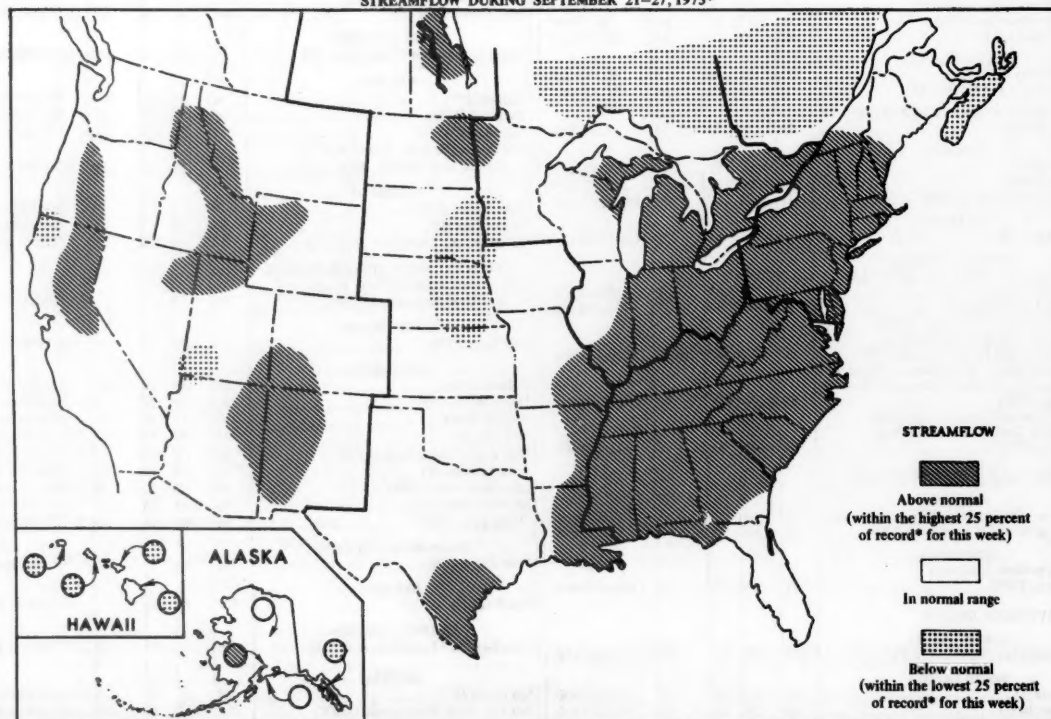 STREAMFLOW DURING SEPTEMBER 21–27, 1975*
STREAMFLOW
Above normal
(within the highest 25 percent
of record* for this week)
In normal range
Below normal
(within the lowest 25 percent
of record* for this week)
HAWAII
ALASKA